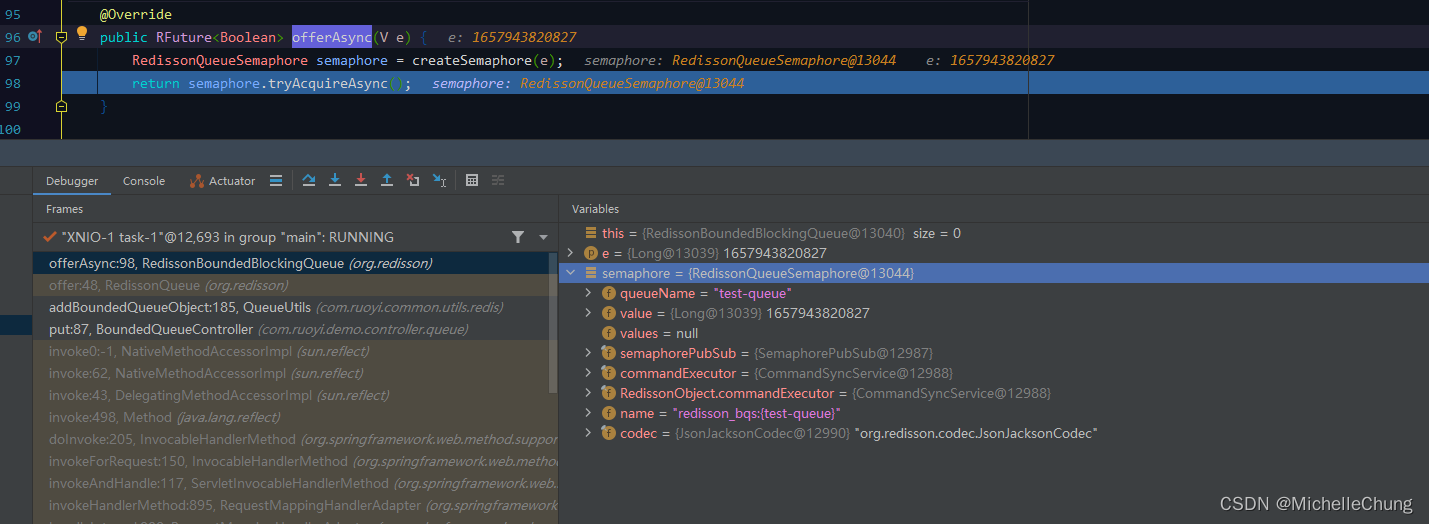 95 @Override
96 public RFuture<Boolean> offerAsync(V e) { e: 1657943820827
97 RedissonQueueSemaphore semaphore = createSemaphore(e); semaphore: RedissonQueueSemaphore@13044 e: 1657943820827
98 return semaphore.tryAcquireAsync(); semaphore: RedissonQueueSemaphore@13044
99 }
100
Debugger Console Actuator
Frames
"XNIO-1 task-1"@12,693 in group "main": RUNNING
offerAsync:98, RedissonBoundedBlockingQueue (org.redisson)
offer:48, RedissonQueue (org.redisson)
addBoundedQueueObject:185, QueueUtils (com.ruoyi.common.utils.redis)
put:87, BoundedQueueController (com.ruoyi.demo.controller.queue)
invoke0:-1, NativeMethodAccessorImpl (sun.reflect)
invoke:62, NativeMethodAccessorImpl (sun.reflect)
invoke:43, DelegatingMethodAccessorImpl (sun.reflect)
invoke:498, Method (java.lang.reflect)
doInvoke:205, InvocableHandlerMethod (org.springframework.web.method.suppor
invokeForRequest:150, InvocableHandlerMethod (org.springframework.web.metho
invokeAndHandle:117, ServletInvocableHandlerMethod (org.springframework.we
invokeHandlerMethod:895, RequestMappingHandlerAdapter (org.springframewor
Variables
this = {RedissonBoundedBlockingQueue@13040} size = 0
e = {Long@13039} 1657943820827
semaphore = {RedissonQueueSemaphore@13044}
queueName = "test-queue"
value = {Long@13039} 1657943820827
values = null
semaphorePubSub = {SemaphorePubSub@12987}
commandExecutor = {CommandSyncService@12988}
RedissonObject.commandExecutor = {CommandSyncService@12988}
name = "redisson_bqs:{test-queue}"
codec = {JsonJacksonCodec@12990} "org.redisson.codec.JsonJacksonCodec"
CSDN @MichelleChung